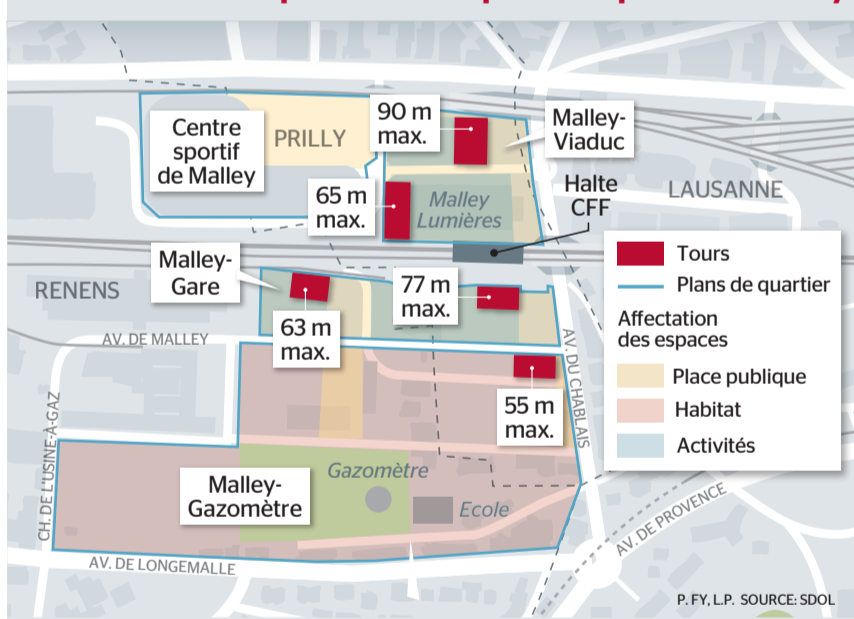 90 m
max.
Malley-
Viaduc
Centre
sportif
de Malley
PRILLY
Halte
CFF
LAUSANNE
65 m
max.
Malley
Lumières
Malley-
Gare
RENENS
77 m
max.
63 m
max.
AV. DE MALLEY
AV. DU CHABLAIS
55 m
max.
Tours
Plans de quartier
Affectation
des espaces
Place publique
Habitat
Activités
CH. DE L'USINE-À-GAZ
Malley-
Gazomètre
Gazomètre
Ecole
AV. DE PROVENCE
AV. DE LONGEMALLE
P. FY, L.P. SOURCE: SDOL